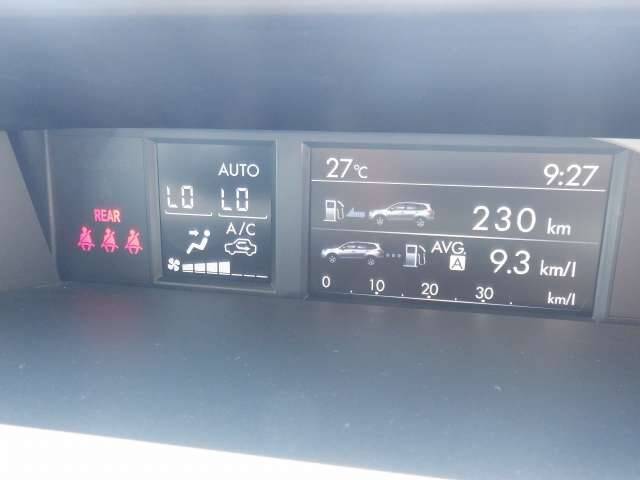 REAR
AUTO
LO LO
A/C
27°C 9:27
230 km
AVG. A 9.3 km/l
0 10 20 30 km/l